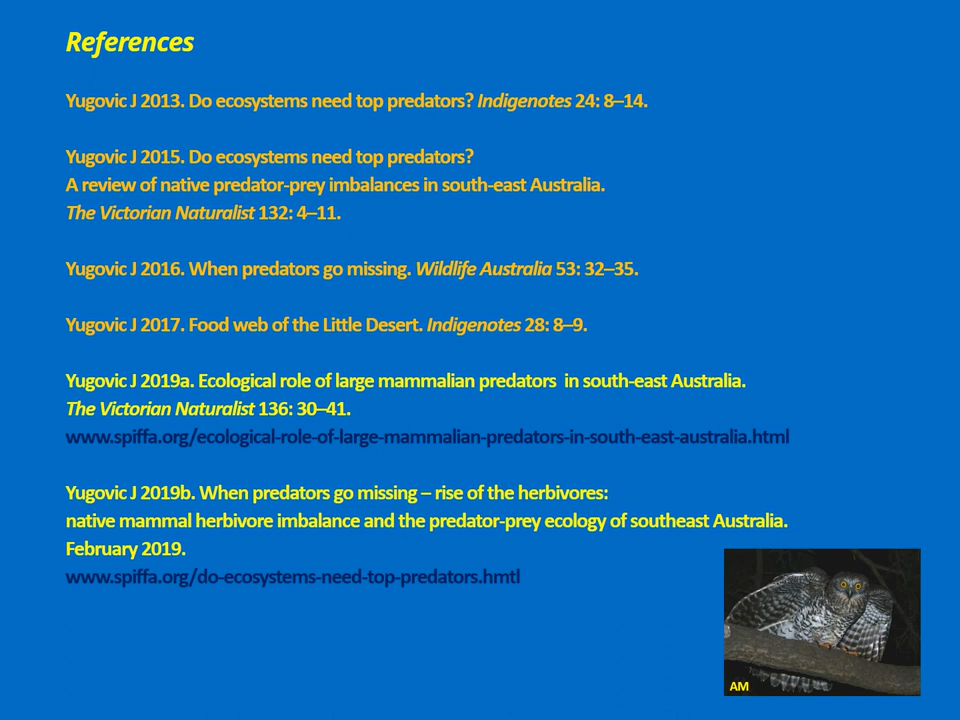 References
Yugovic J 2013. Do ecosystems need top predators? Indigenotes 24: 8–14.
Yugovic J 2015. Do ecosystems need top predators?
A review of native predator-prey imbalances in south-east Australia.
The Victorian Naturalist 132: 4–11.
Yugovic J 2016. When predators go missing. Wildlife Australia 53: 32–35.
Yugovic J 2017. Food web of the Little Desert. Indigenotes 28: 8–9.
Yugovic J 2019a. Ecological role of large mammalian predators  in south-east Australia.
The Victorian Naturalist 136: 30–41.
www.spiffa.org/ecological-role-of-large-mammalian-predators-in-south-east-australia.html
Yugovic J 2019b. When predators go missing – rise of the herbivores:
native mammal herbivore imbalance and the predator-prey ecology of southeast Australia.
February 2019.
www.spiffa.org/do-ecosystems-need-top-predators.hmtl
AM